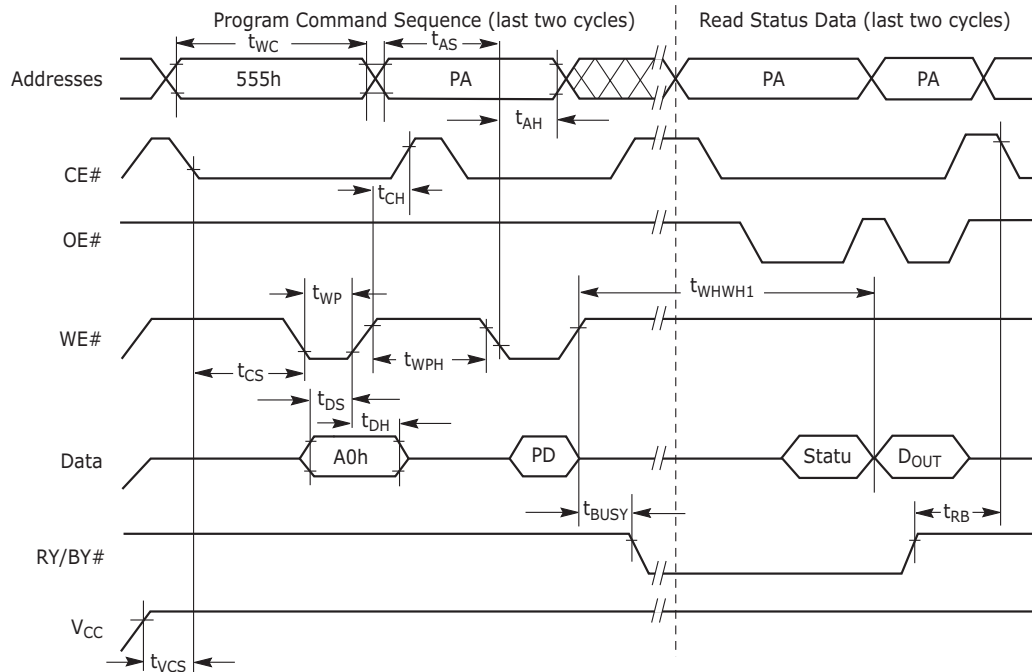 Program Command Sequence (last two cycles)
Read Status Data (last two cycles)
tWC
tAS
Addresses
555h
PA
PA
PA
tAH
CE#
tCH
OE#
tWP
tWHWH1
WE#
tCS
tWPH
tDS
tDH
Data
A0h
PD
Statu
DOUT
tBUSY
tRB
RY/BY#
VCC
tVCS